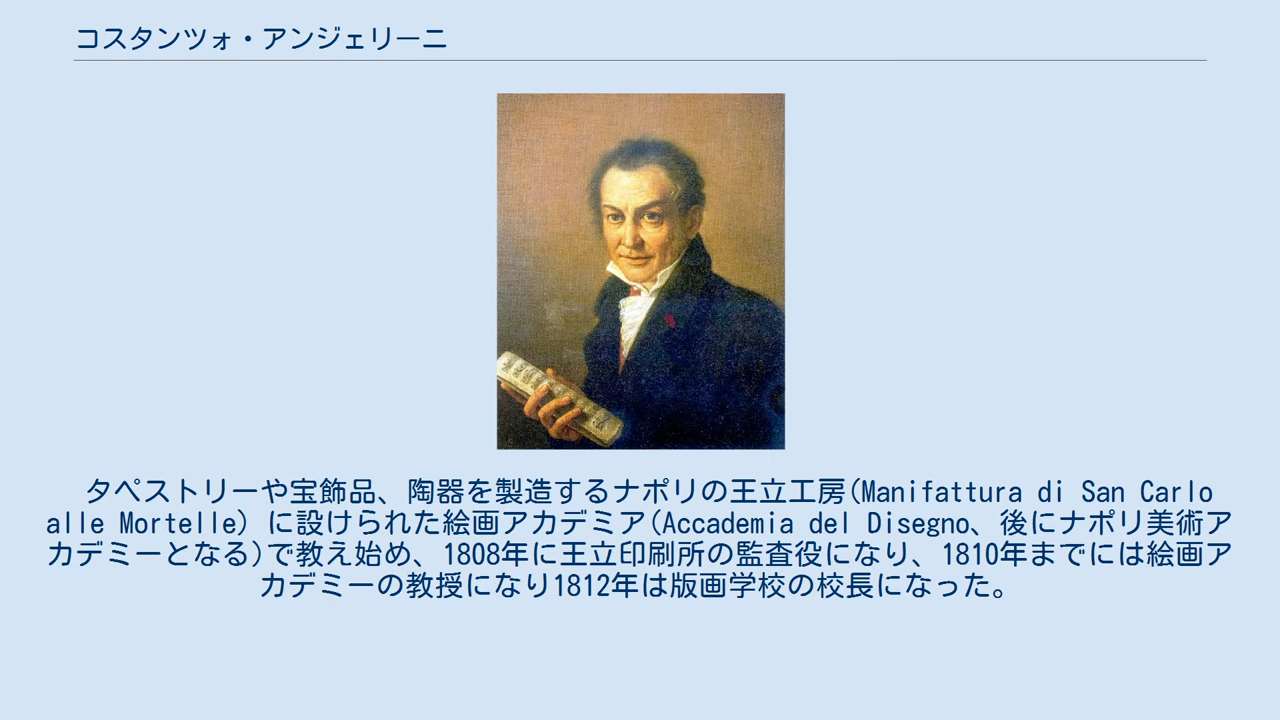 コスタンツォ・アンジェリーニ
タペストリーや宝飾品、陶器を製造するナポリの王立工房(Manifattura di San Carlo
alle Mortelle) に設けられた絵画アカデミア(Accademia del Disegno、後にナポリ美術ア
カデミーとなる)で教え始め、1808年に王立印刷所の監査役になり、1810年までには絵画ア
カデミーの教授になり1812年は版画学校の校長になった。